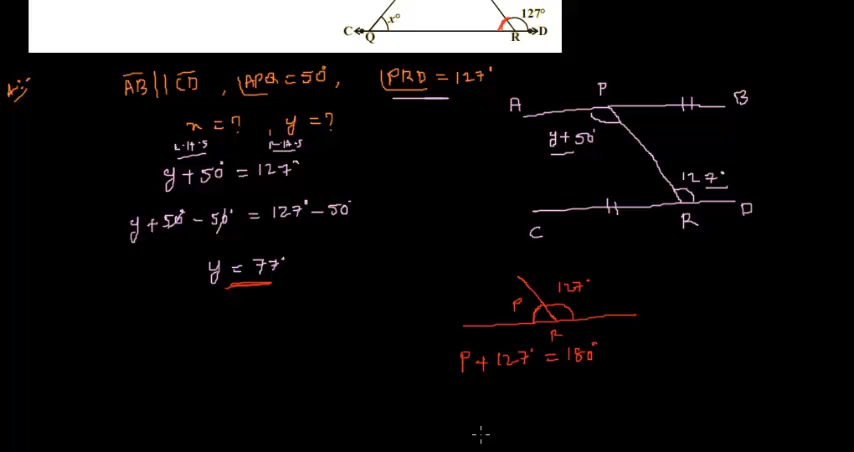 x° 127°
C Q R D
AB || CD , ∠APQ = 50° , ∠PRD = 127°
x = ? , y = ?
L·H·S R·H·S
y + 50° = 127°
y + 50° - 50° = 127° - 50°
y = 77°
A P B
y + 50°
127°
C R D
P 127°
R
P + 127° = 180°